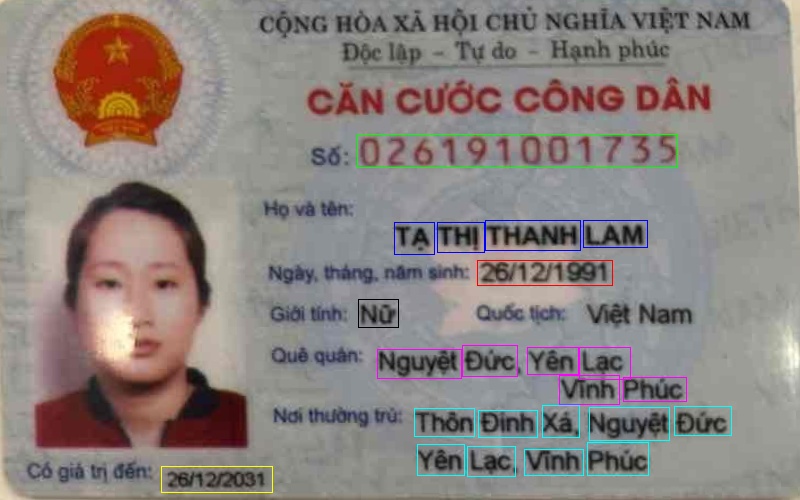 CỘNG HÒA XÃ HỘI CHỦ NGHĨA VIỆT NAM
Độc lập – Tự do – Hạnh phúc
CĂN CƯỚC CÔNG DÂN
Số: 026191001735
Họ và tên:
TẠ THỊ THANH LAM
Ngày, tháng, năm sinh: 26/12/1991
Giới tính: Nữ Quốc tịch: Việt Nam
Quê quán: Nguyệt Đức, Yên Lạc
Vĩnh Phúc
Nơi thường trú: Thôn Đinh Xá, Nguyệt Đức
Yên Lạc, Vĩnh Phúc
Có giá trị đến: 26/12/2031